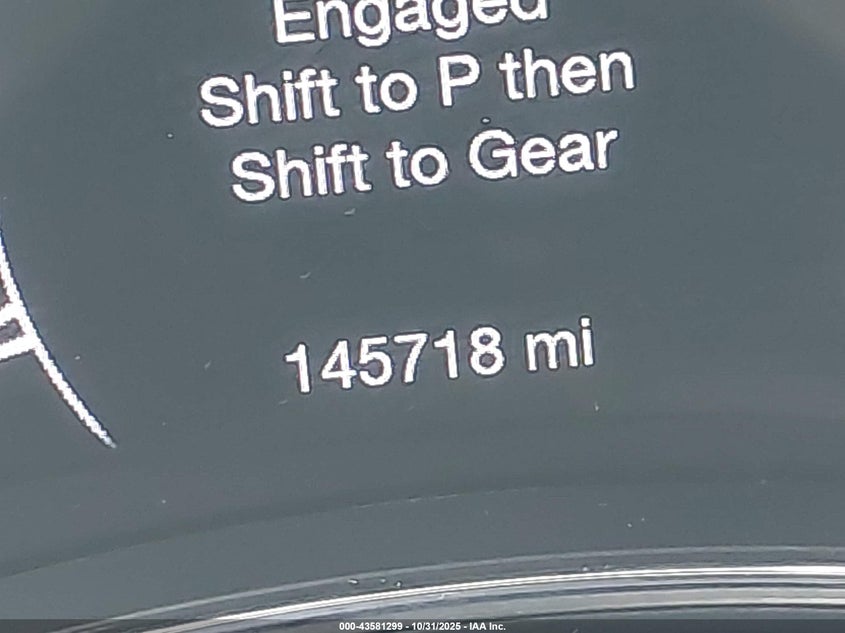 Engaged
Shift to P then
Shift to Gear
145718 mi
000-43581299 - 10/31/2025 - IAA Inc.